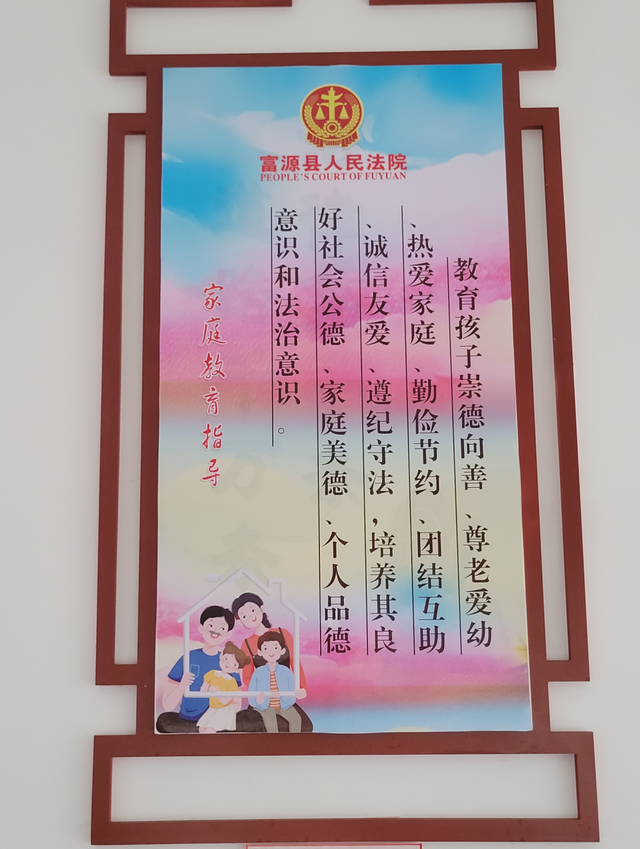 富源县人民法院
PEOPLE'S COURT OF FUYUAN
教育孩子崇德向善、尊老爱幼
、热爱家庭、勤俭节约、团结互助
、诚信友爱、遵纪守法,培养其良
好社会公德、家庭美德、个人品德
意识和法治意识。
家庭教育指导